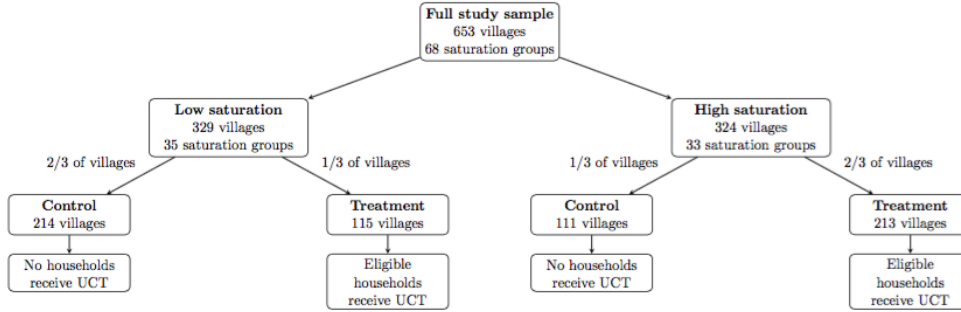 Full study sample
653 villages
68 saturation groups
Low saturation
329 villages
35 saturation groups
High saturation
324 villages
33 saturation groups
2/3 of villages
1/3 of villages
1/3 of villages
2/3 of villages
Control
214 villages
Treatment
115 villages
Control
111 villages
Treatment
213 villages
No households
receive UCT
Eligible
households
receive UCT
No households
receive UCT
Eligible
households
receive UCT